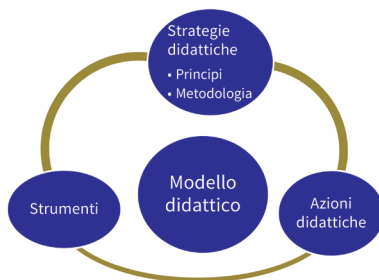 Strategie
didattiche
• Principi
• Metodologia
Modello
didattico
Strumenti
Azioni
didattiche